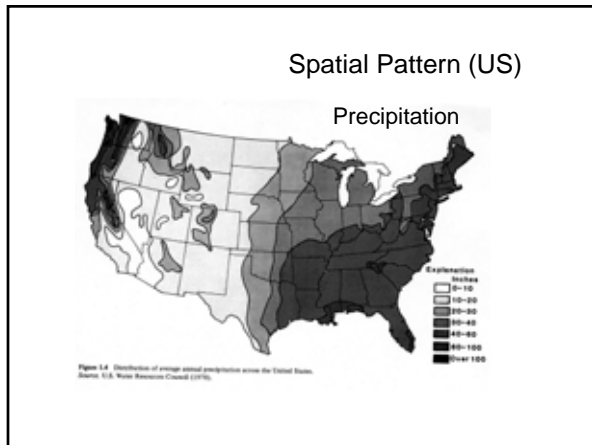 Spatial Pattern (US)
Precipitation
Explanation
Inches
0-10
10-20
20-30
30-40
40-60
60-100
Over 100
Figure 1.4 Distribution of average annual precipitation across the United States.
Source: U.S. Water Resources Council (1978).